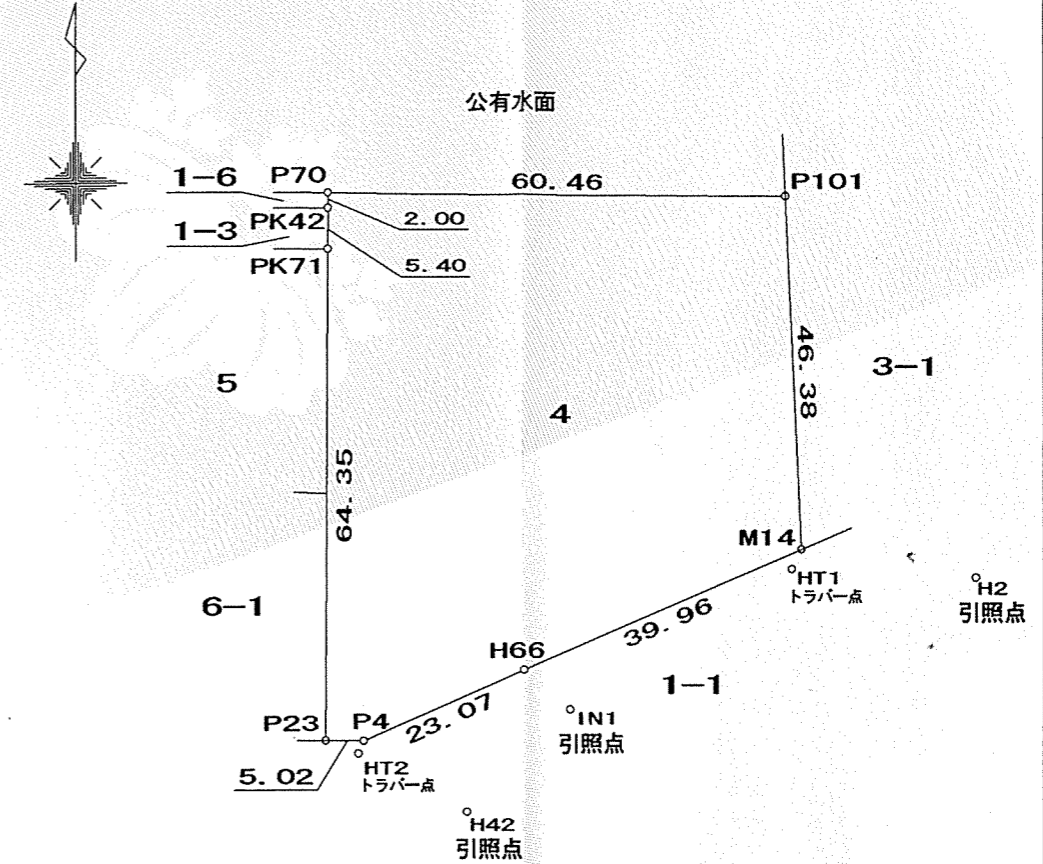 公有水面
1-6
P70
60.46
P101
PK42
2.00
1-3
PK71
5.40
46.38
3-1
5
4
64.35
M14
HT1
トラバー点
H2
引照点
6-1
39.96
H66
1-1
23.07
P23
P4
IN1
引照点
5.02
HT2
トラバー点
H42
引照点